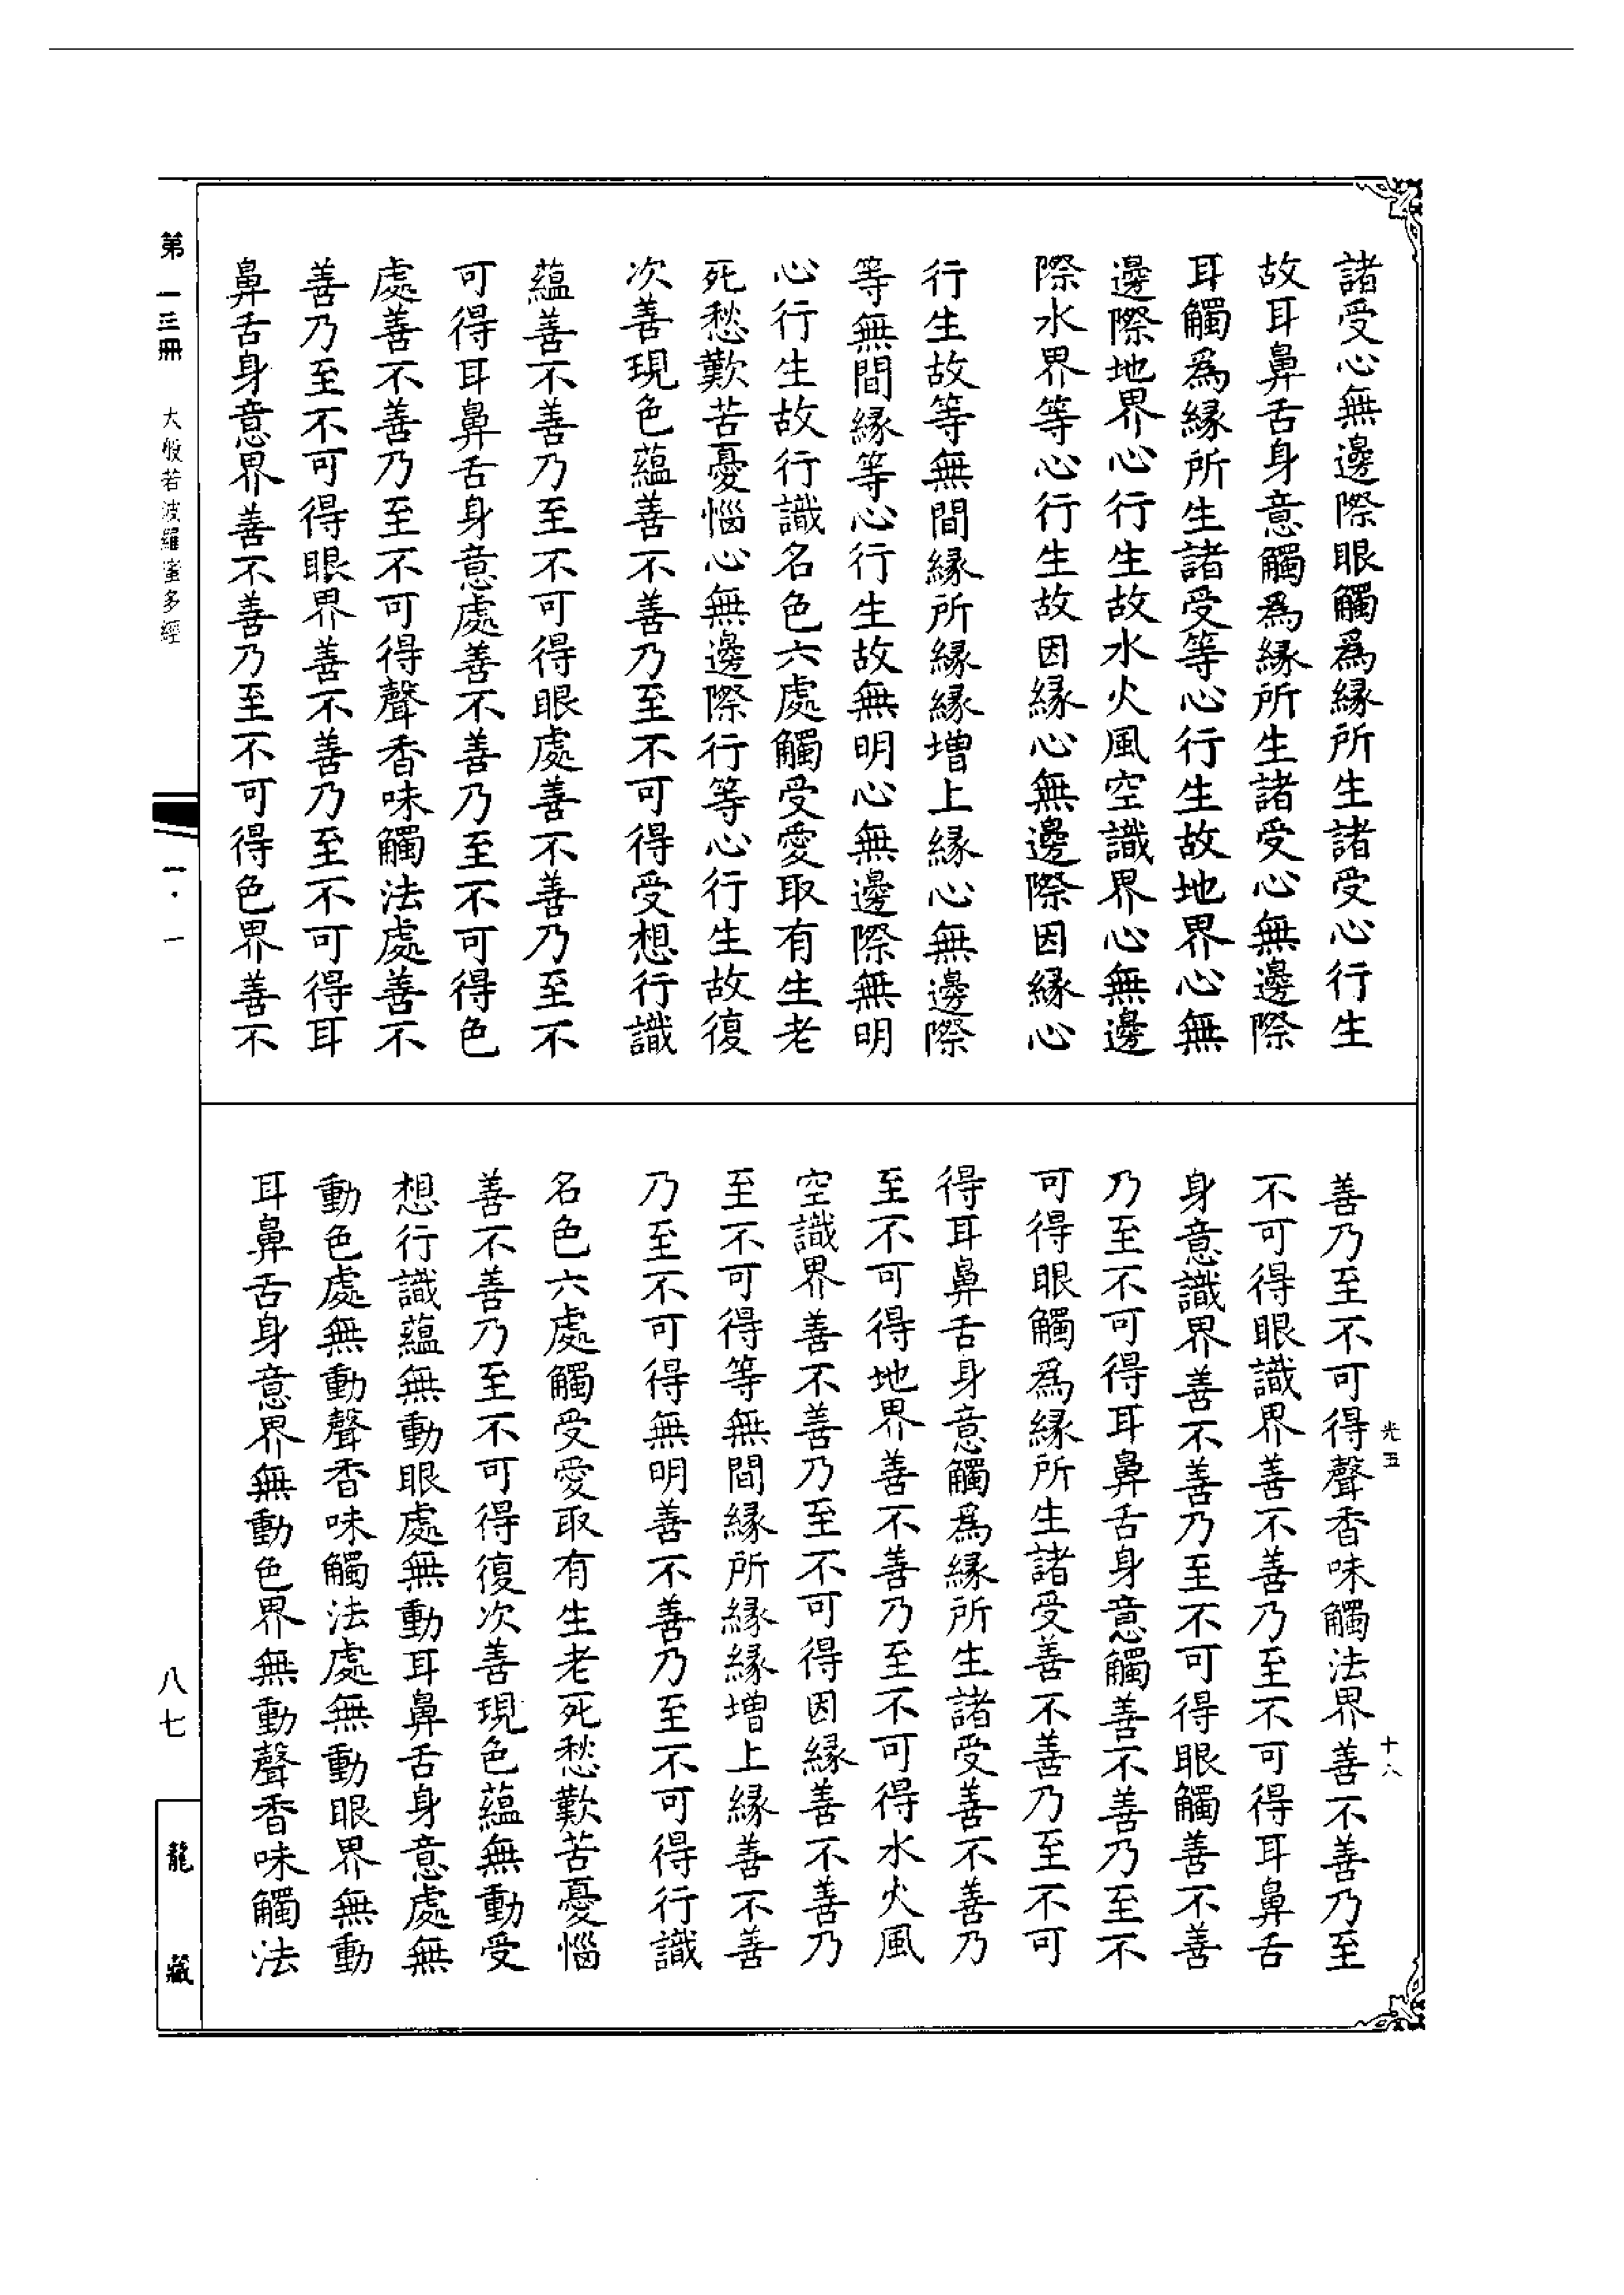 諸受心無邊際眼觸爲緣所生諸受心行生
故耳鼻舌身意觸爲緣所生諸受心無邊際
耳觸爲緣所生諸受等心行生故地界心無
邊際地界心行生故水火風空識界心無邊
際水界等心行生故因緣心無邊際因緣心
行生故等無間緣所緣緣增上緣心無邊際
等無間緣等心行生故無明心無邊際無明
心行生故行識名色六處觸受愛取有生老
死愁歎苦憂惱心無邊際行等心行生故復
次善現色蘊善不善乃至不可得受想行識
蘊善不善乃至不可得眼處善不善乃至不
可得耳鼻舌身意處善不善乃至不可得色
處善不善乃至不可得聲香味觸法處善不
善乃至不可得眼界善不善乃至不可得耳
鼻舌身意界善不善乃至不可得色界善不
善乃至不可得聲香味觸法界善不善乃至
不可得眼識界善不善乃至不可得耳鼻舌
身意識界善不善乃至不可得眼觸善不善
乃至不可得耳鼻舌身意觸善不善乃至不
可得眼觸爲緣所生諸受善不善乃至不可
得耳鼻舌身意觸爲緣所生諸受善不善乃
至不可得地界善不善乃至不可得水火風
空識界善不善乃至不可得因緣善不善乃
至不可得等無間緣所緣緣增上緣善不善
乃至不可得無明善不善乃至不可得行識
名色六處觸受愛取有生老死愁歎苦憂惱
善不善乃至不可得復次善現色蘊無動受
想行識蘊無動眼處無動耳鼻舌身意處無
動色處無動聲香味觸法處無動眼界無動
耳鼻舌身意界無動色界無動聲香味觸法
光五
十八
第一三冊 大般若波羅蜜多經
一·一
八七
龍藏